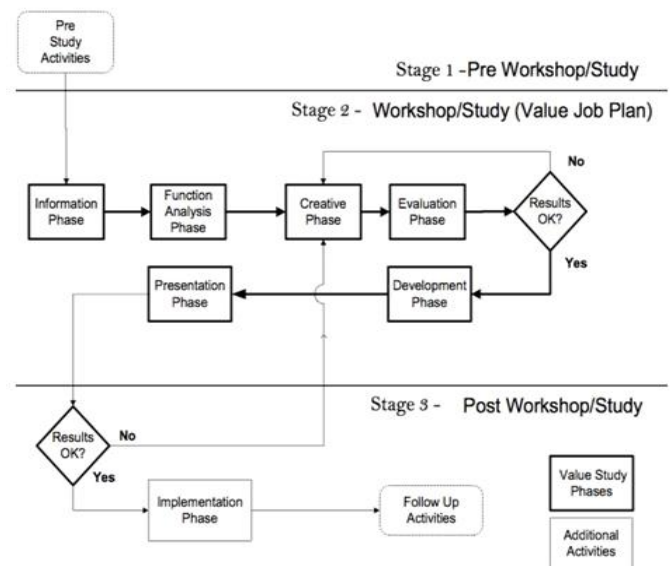 Pre
Study
Activities
Stage 1 -Pre Workshop/Study
Stage 2 - Workshop/Study (Value Job Plan)
No
Information
Phase
Function
Analysis
Phase
Creative
Phase
Evaluation
Phase
Results
OK?
Yes
Presentation
Phase
Development
Phase
Stage 3 - Post Workshop/Study
Results
OK?
No
Yes
Implementation
Phase
Follow Up
Activities
Value Study
Phases
Additional
Activities